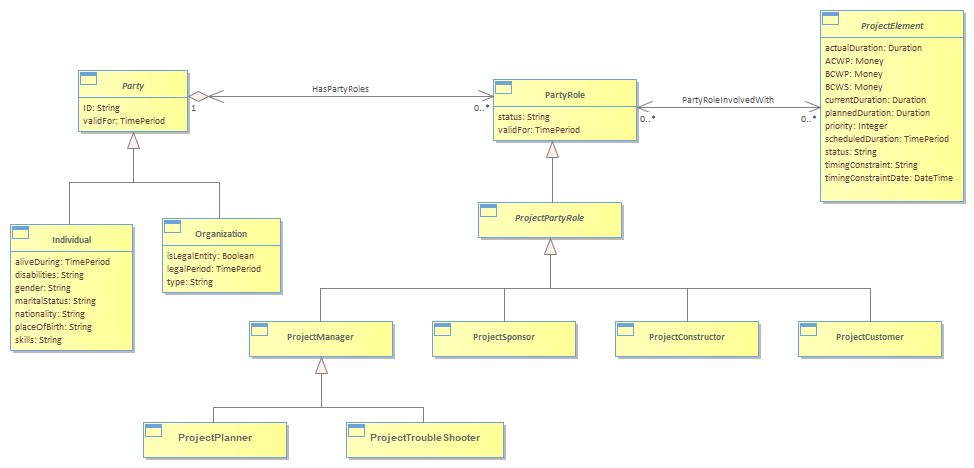 ProjectElement
actualDuration: Duration
ACWP: Money
BCWP: Money
BCWS: Money
currentDuration: Duration
plannedDuration: Duration
priority: Integer
scheduledDuration: TimePeriod
status: String
timingConstraint: String
timingConstraintDate: DateTime
Party
ID: String
validFor: TimePeriod
1
HasPartyRoles
0..*
PartyRole
status: String
validFor: TimePeriod
PartyRoleInvolvedWith
0..*
0..*
ProjectPartyRole
Individual
aliveDuring: TimePeriod
disabilities: String
gender: String
maritalStatus: String
nationality: String
placeOfBirth: String
skills: String
Organization
isLegalEntity: Boolean
legalPeriod: TimePeriod
type: String
ProjectManager
ProjectSponsor
ProjectConstructor
ProjectCustomer
ProjectPlanner
ProjectTroubleShooter